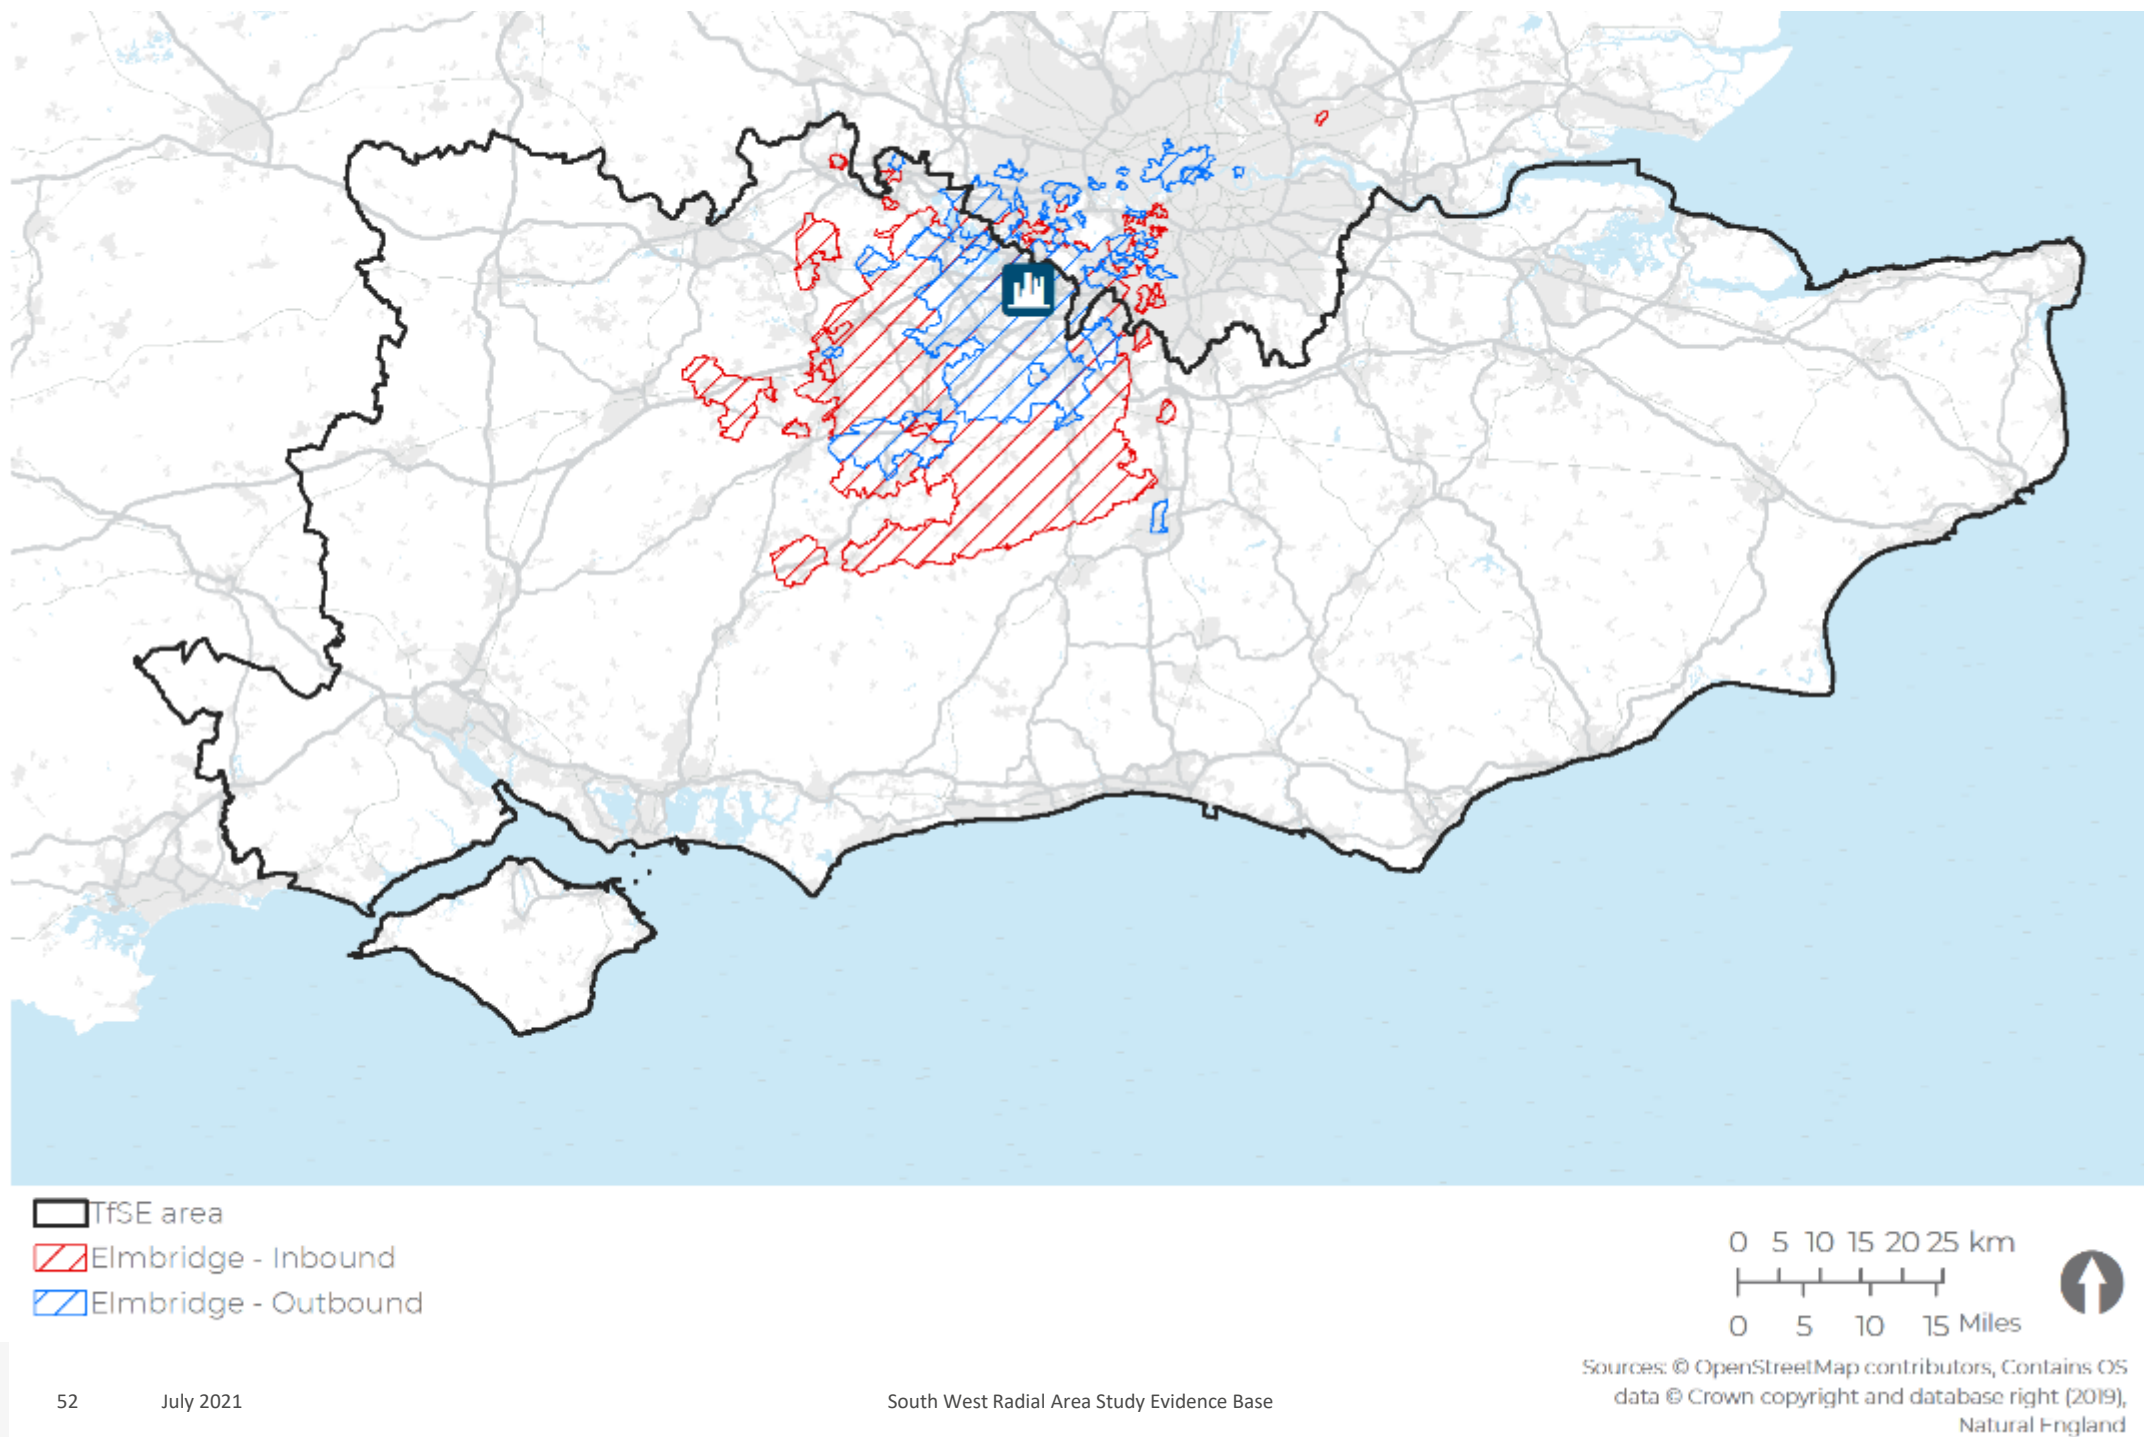 TfSE area
Elmbridge - Inbound
Elmbridge - Outbound
0 5 10 15 20 25 km
0 5 10 15 Miles
Sources: © OpenStreetMap contributors, Contains OS
data © Crown copyright and database right (2019),
Natural England
52 July 2021 South West Radial Area Study Evidence Base